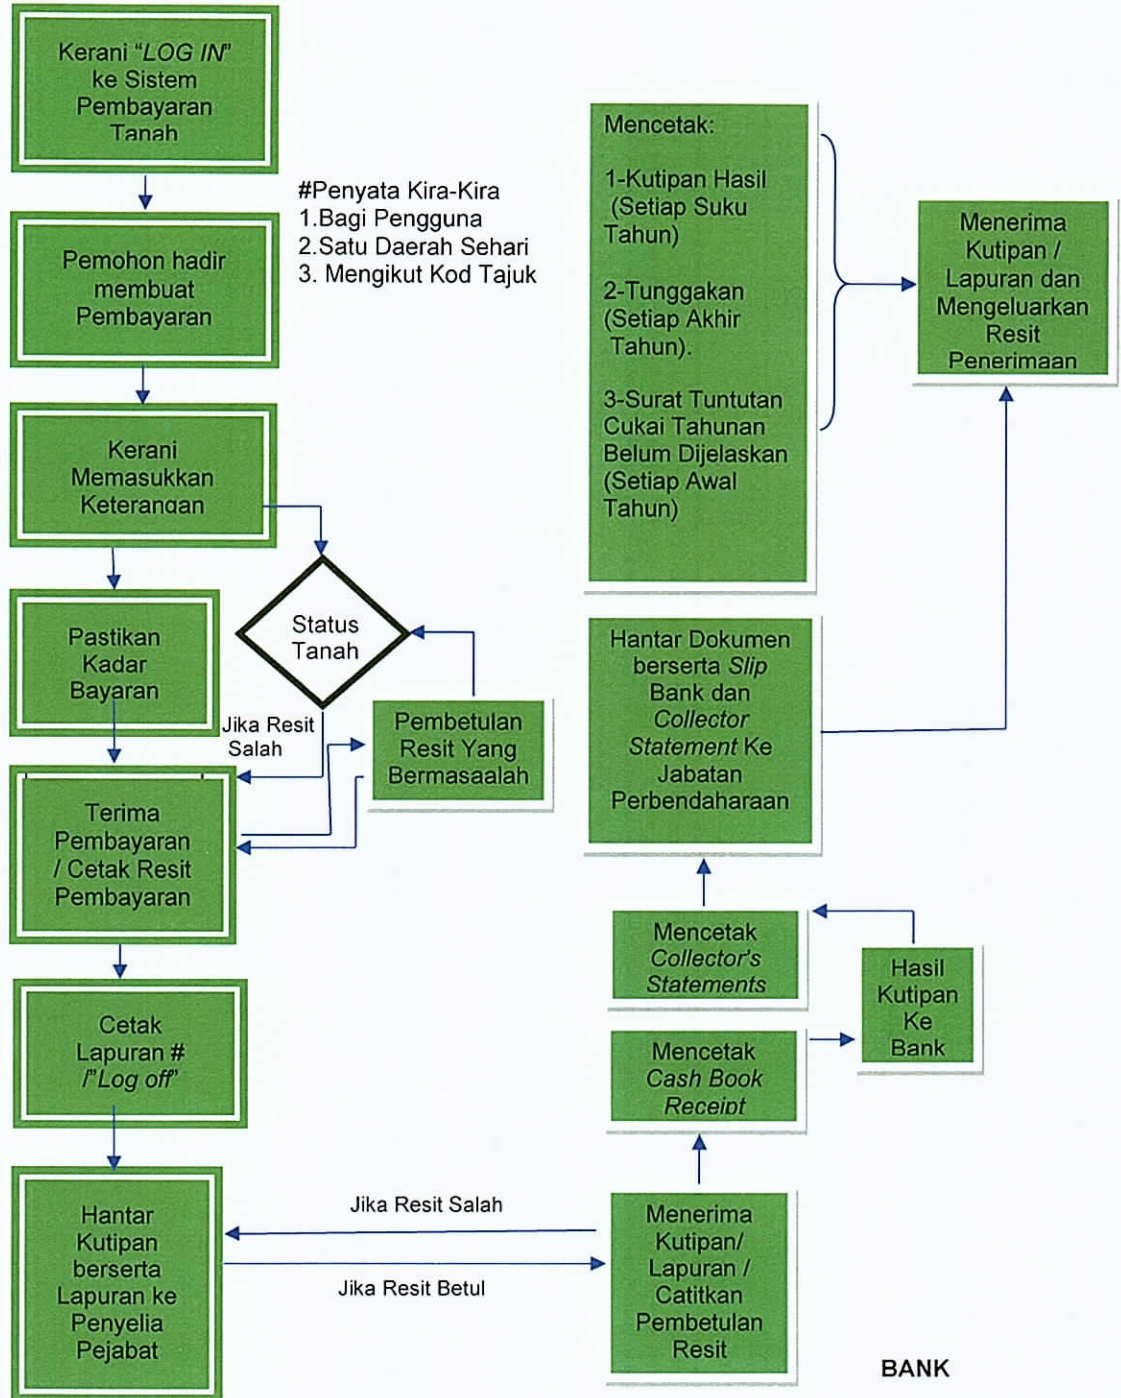 Kerani “LOG IN”
ke Sistem
Pembayaran
Tanah
#Penyata Kira-Kira
1.Bagi Pengguna
2.Satu Daerah Sehari
3. Mengikut Kod Tajuk
Pemohon hadir
membuat
Pembayaran
Kerani
Memasukkan
Keterangan
Pastikan
Kadar
Bayaran
Status
Tanah
Jika Resit
Salah
Pembetulan
Resit Yang
Bermasaalah
Terima
Pembayaran
/ Cetak Resit
Pembayaran
Cetak
Lapuran #
/”Log off”
Hantar
Kutipan
berserta
Lapuran ke
Penyelia
Pejabat
Jika Resit Salah
Jika Resit Betul
Menerima
Kutipan/
Lapuran /
Catitkan
Pembetulan
Resit
Mencetak
Cash Book
Receipt
Hasil
Kutipan
Ke
Bank
Mencetak
Collector's
Statements
Hantar Dokumen
berserta Slip
Bank dan
Collector
Statement Ke
Jabatan
Perbendaharaan
Mencetak:
1-Kutipan Hasil
(Setiap Suku
Tahun)
2-Tunggakan
(Setiap Akhir
Tahun).
3-Surat Tuntutan
Cukai Tahunan
Belum Dijelaskan
(Setiap Awal
Tahun)
Menerima
Kutipan /
Lapuran dan
Mengeluarkan
Resit
Penerimaan
BANK